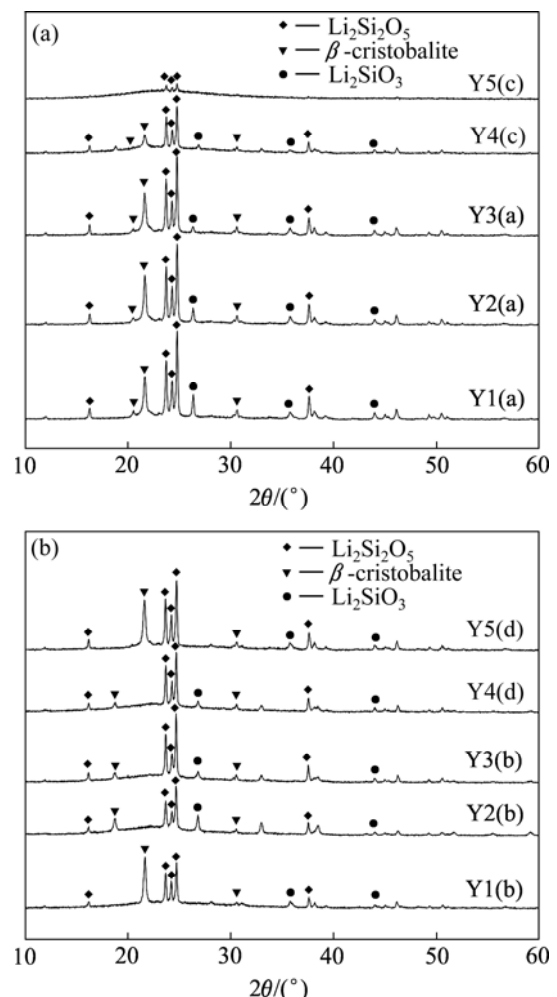 (a)
◆ — Li₂Si₂O₅
▼ — β-cristobalite
● — Li₂SiO₃
Y5(c)
Y4(c)
Y3(a)
Y2(a)
Y1(a)
10 20 30 40 50 60
2θ/(°)
(b)
◆ — Li₂Si₂O₅
▼ — β-cristobalite
● — Li₂SiO₃
Y5(d)
Y4(d)
Y3(b)
Y2(b)
Y1(b)
10 20 30 40 50 60
2θ/(°)